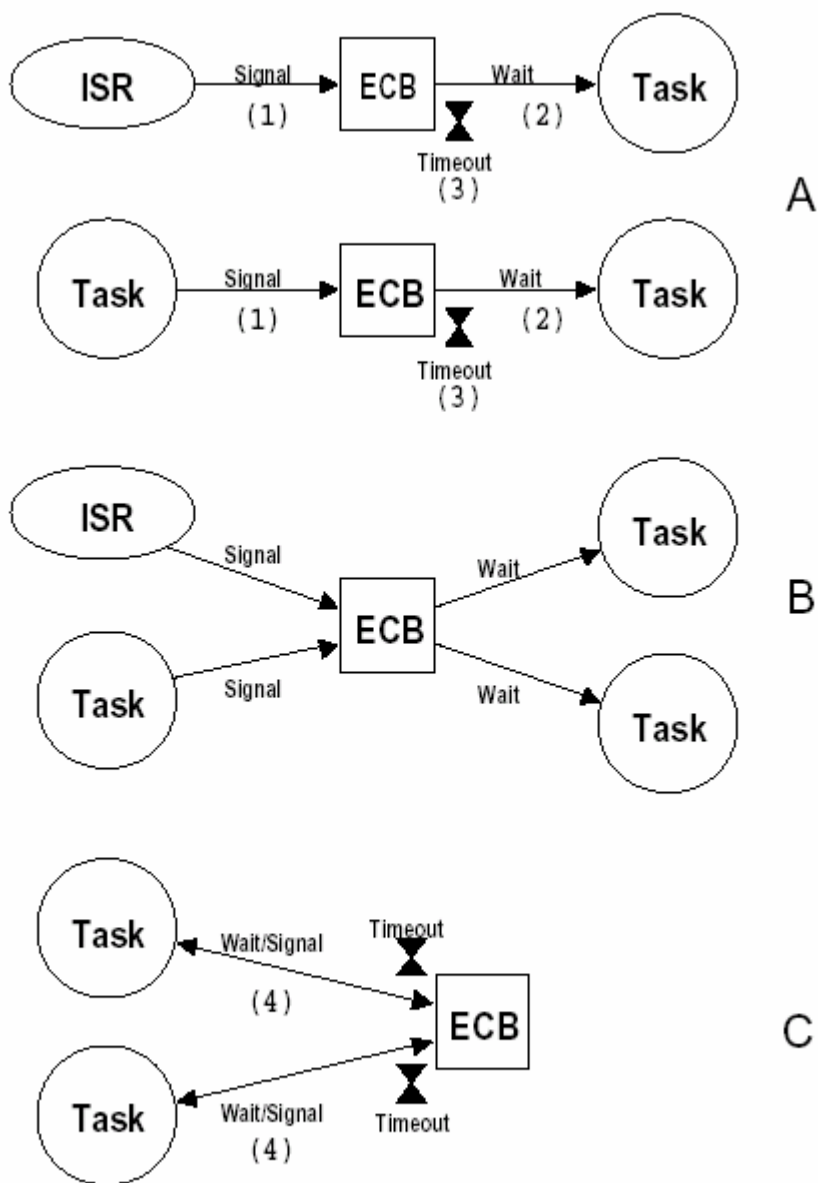 ISR
Signal
(1)
ECB
Wait
(2)
Timeout
(3)
Task
A
Task
Signal
(1)
ECB
Wait
(2)
Timeout
(3)
Task
ISR
Signal
Task
Signal
ECB
Wait
Task
Wait
Task
B
Task
Wait/Signal
(4)
Timeout
ECB
C
Task
Wait/Signal
(4)
Timeout